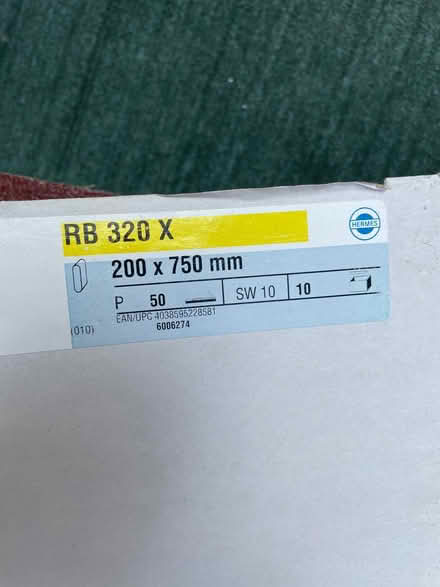 RB 320 X
HERMES
200 x 750 mm
P 50 SW 10 10
EAN/UPC 4038595228581
(010) 6006274